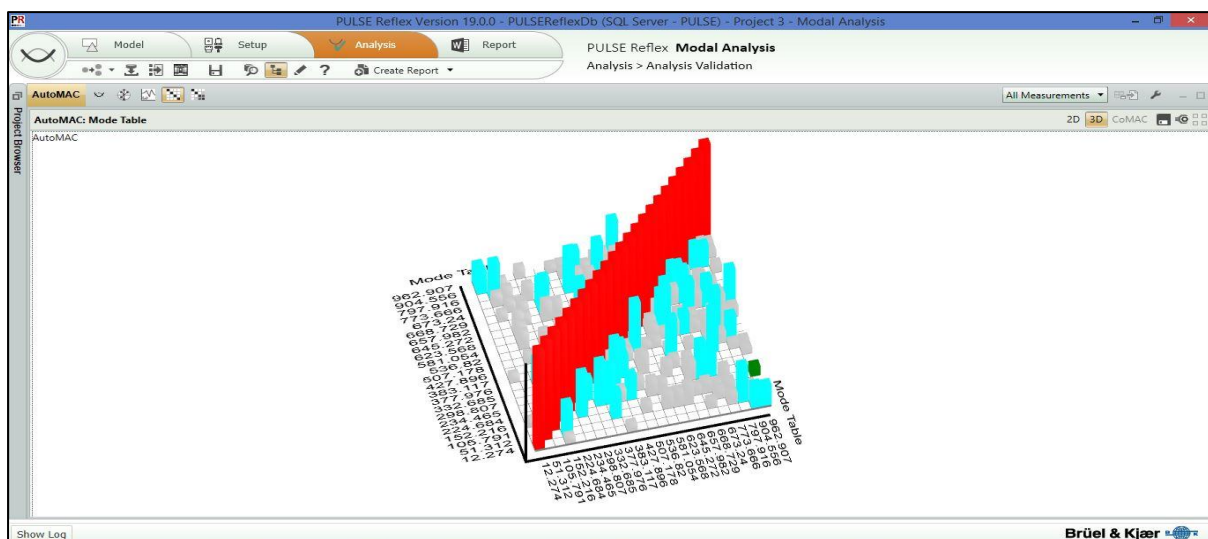 PR
PULSE Reflex Version 19.0.0 - PULSEReflexDb (SQL Server - PULSE) - Project 3 - Modal Analysis
Model Setup Analysis Report
PULSE Reflex Modal Analysis
Analysis > Analysis Validation
Create Report
AutoMAC
All Measurements
Project Browser
AutoMAC: Mode Table
2D 3D CoMAC
AutoMAC
Mode Ta
962.907
904.556
797.916
773.666
673.24
668.729
657.982
645.272
623.568
581.054
536.82
507.178
427.896
383.117
377.976
332.685
298.807
234.465
224.684
152.216
51.312
12.274
Mode Table
12.274
51.312
105.791
152.216
224.684
234.465
298.807
332.685
377.976
383.117
427.896
507.178
536.82
581.054
623.568
645.272
657.982
668.729
673.24
773.666
797.916
904.556
962.907
Show Log
Brüel & Kjær